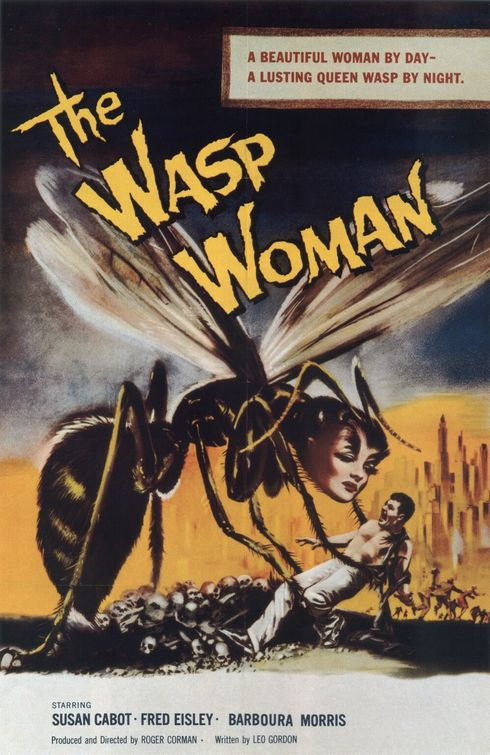 A BEAUTIFUL WOMAN BY DAY–
A LUSTING QUEEN WASP BY NIGHT.
The
WASP
WOMAN
STARRING
SUSAN CABOT · FRED EISLEY · BARBOURA MORRIS
Produced and Directed by ROGER CORMAN · Written by LEO GORDON